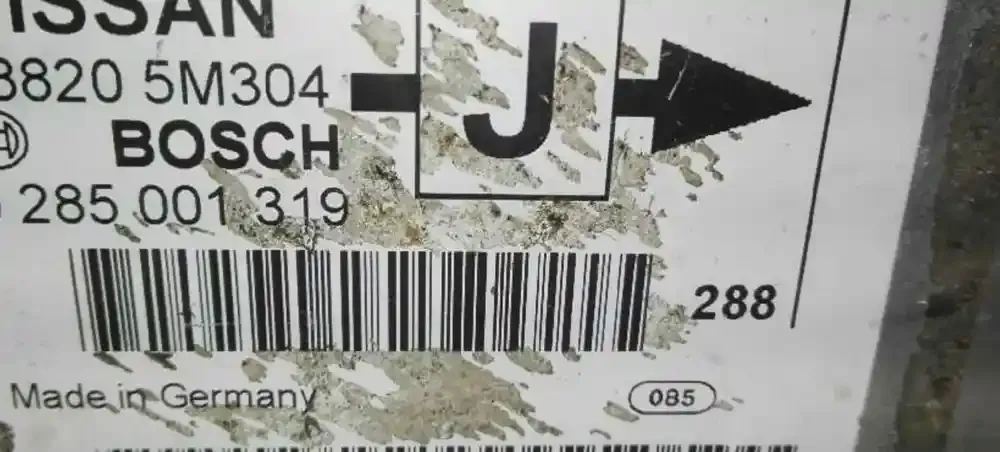 ISSAN
8820 5M304
J
BOSCH
285 001 319
288
Made in Germany
085